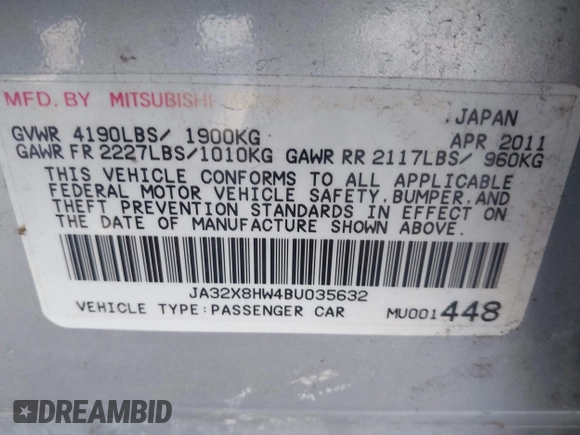 MFD. BY MITSUBISHI
JAPAN
GVWR 4190LBS/ 1900KG APR 2011
GAWR FR 2227LBS/1010KG GAWR RR 2117LBS/ 960KG
THIS VEHICLE CONFORMS TO ALL APPLICABLE
FEDERAL MOTOR VEHICLE SAFETY, BUMPER, AND
THEFT PREVENTION STANDARDS IN EFFECT ON
THE DATE OF MANUFACTURE SHOWN ABOVE.
JA32X8HW4BU035632
VEHICLE TYPE:PASSENGER CAR MU001448
DREAMBID